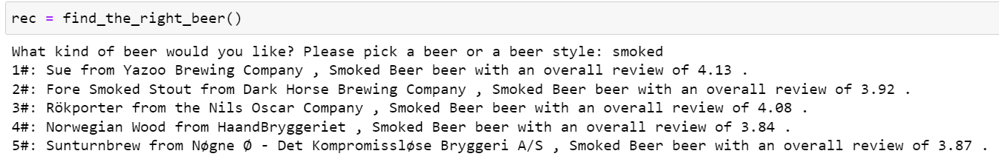 rec = find_the_right_beer()
What kind of beer would you like? Please pick a beer or a beer style: smoked
1#: Sue from Yazoo Brewing Company , Smoked Beer beer with an overall review of 4.13 .
2#: Fore Smoked Stout from Dark Horse Brewing Company , Smoked Beer beer with an overall review of 3.92 .
3#: Rökporter from the Nils Oscar Company , Smoked Beer beer with an overall review of 4.08 .
4#: Norwegian Wood from HaandBryggeriet , Smoked Beer beer with an overall review of 3.84 .
5#: Sunturnbrew from Nøgne Ø - Det Kompromissløse Bryggeri A/S , Smoked Beer beer with an overall review of 3.87 .